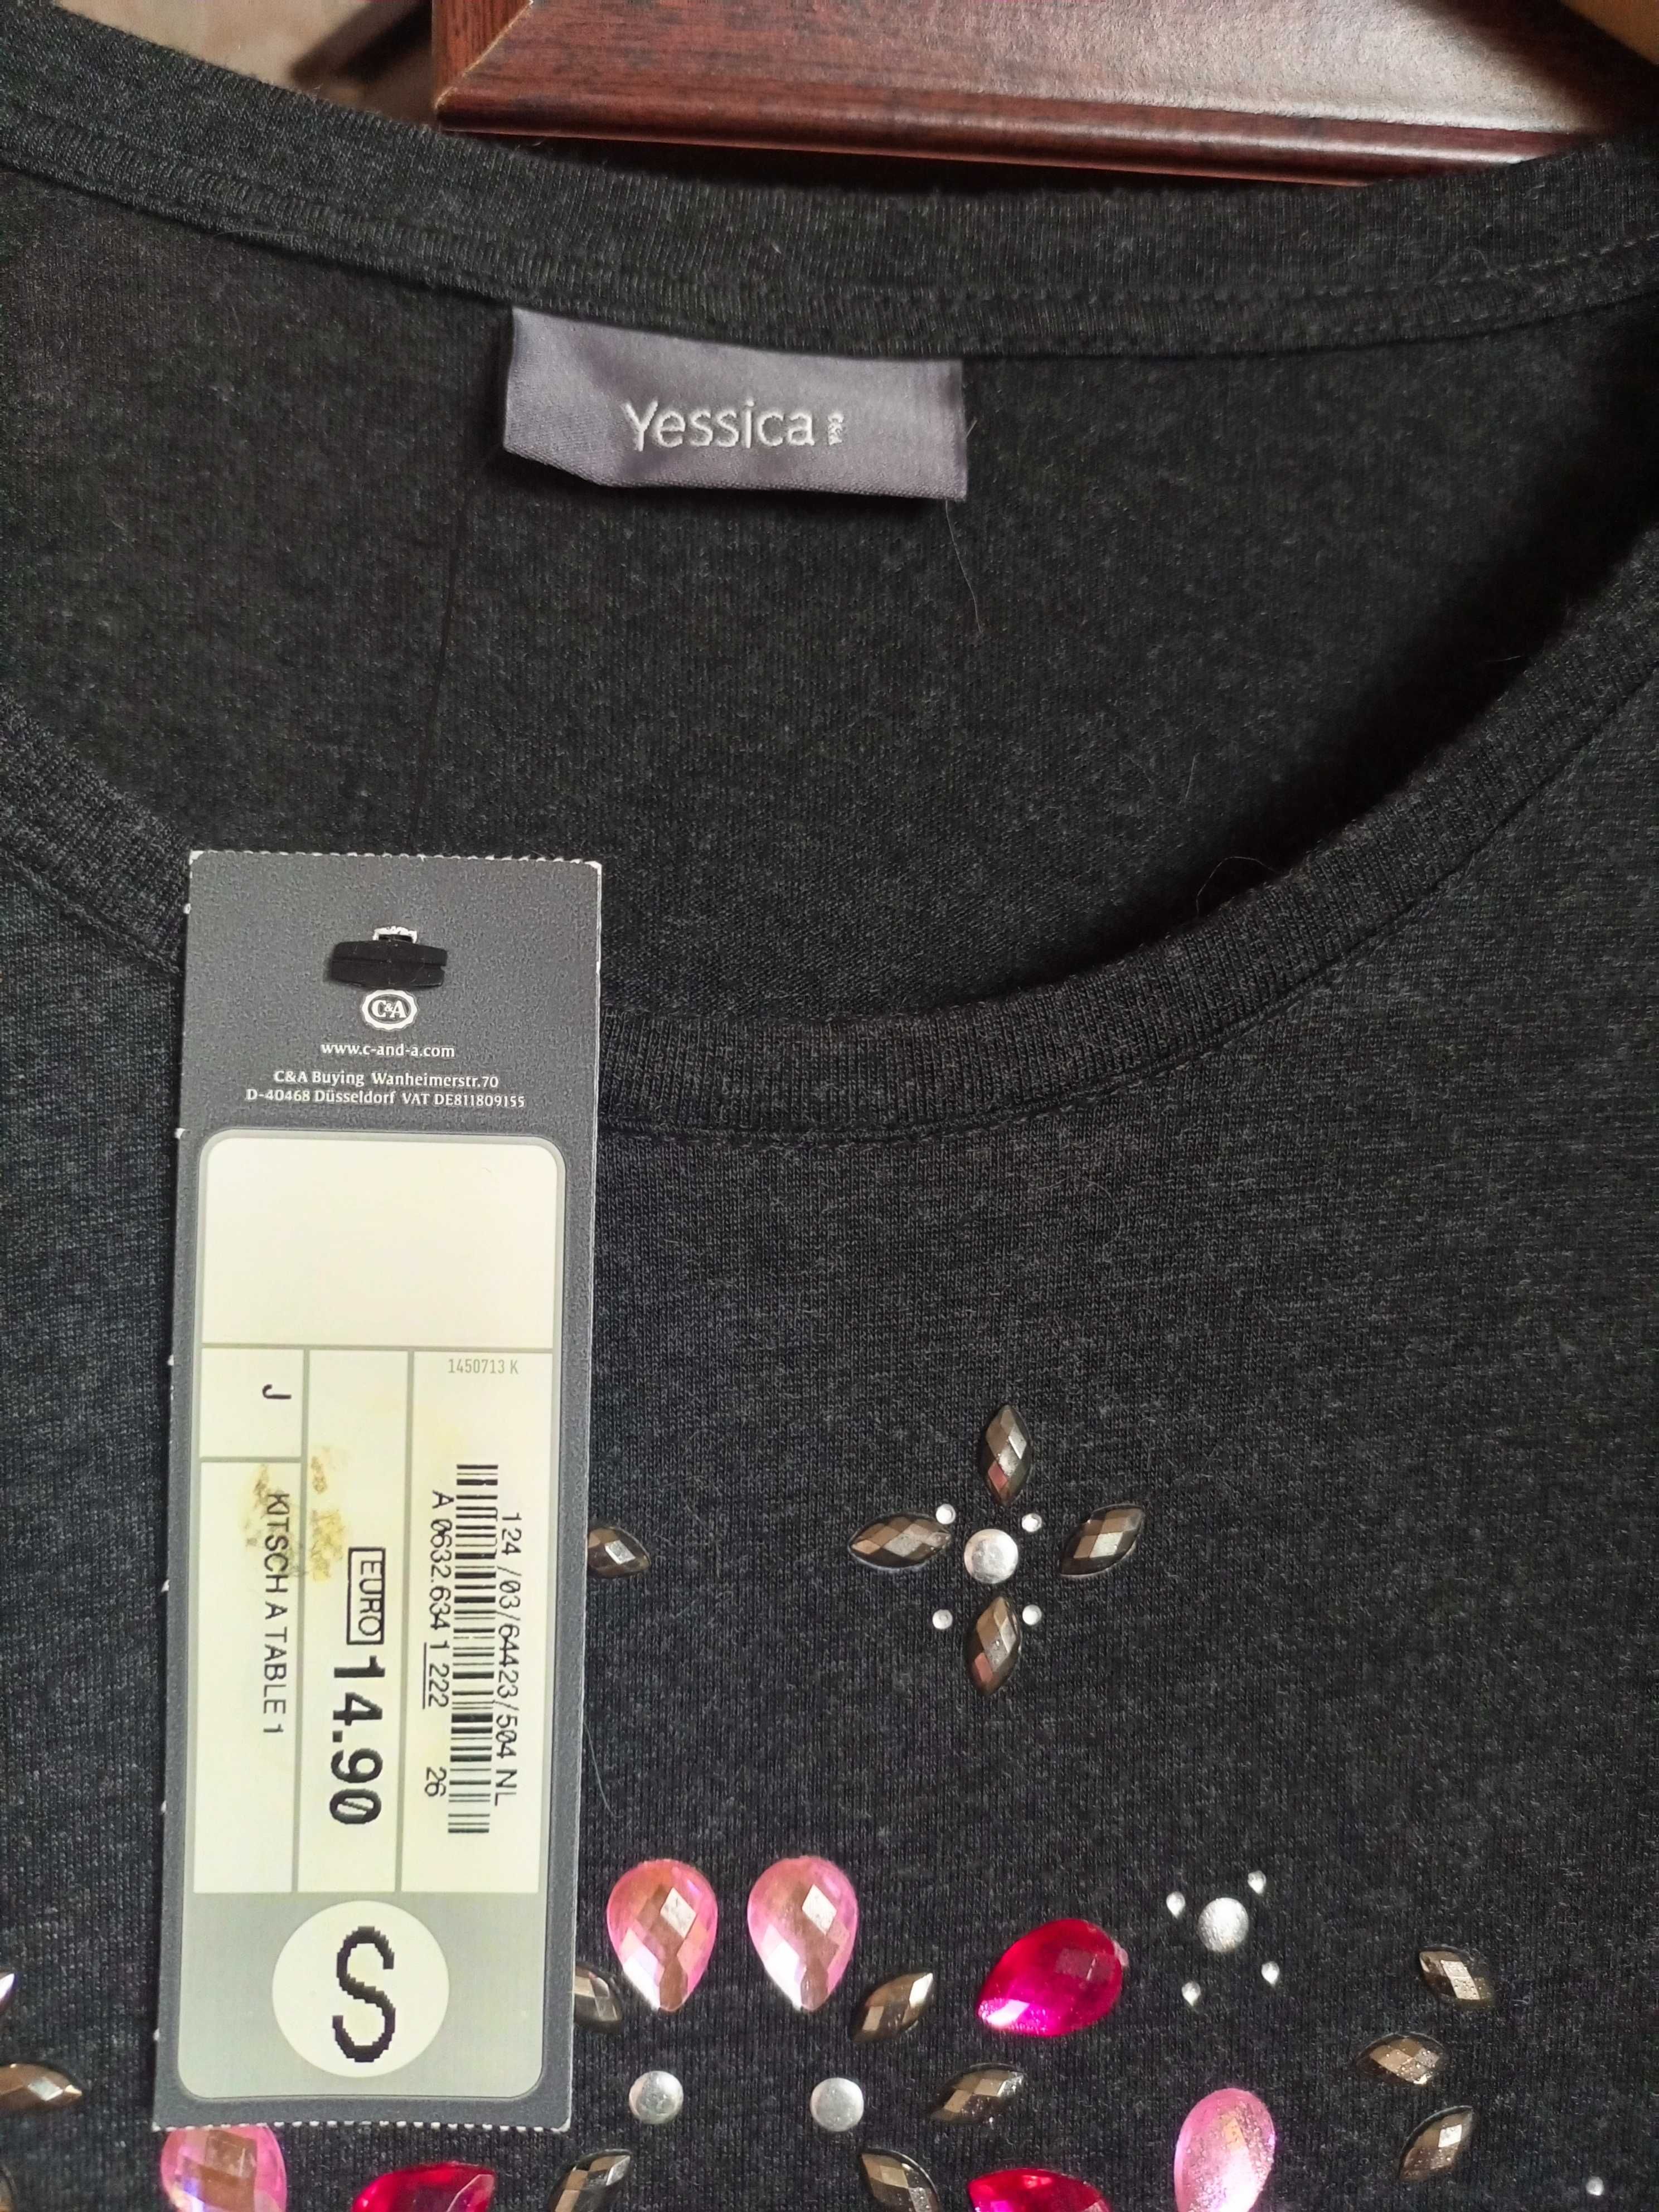 Yessica C&A
C&A
www.c-and-a.com
C&A Buying Wanheimerstr.70
D-40468 Düsseldorf VAT DE811809155
1450713 K
124 /03/64423/504 NL
A 0632.634 1 222 26
EURO 14.90
J
KITSCH A TABLE 1
S